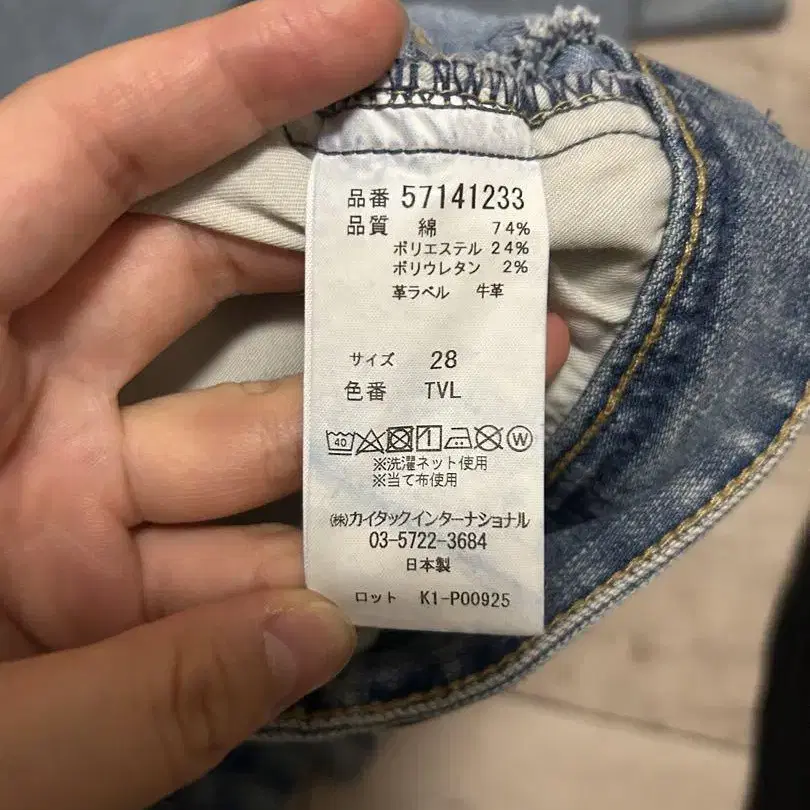 品番 57141233
品質 綿 74%
ポリエステル 24%
ポリウレタン 2%
革ラベル 牛革
サイズ 28
色番 TVL
40 W
※洗濯ネット使用
※当て布使用
㈱カイタックインターナショナル
03-5722-3684
日本製
ロット K1-P00925